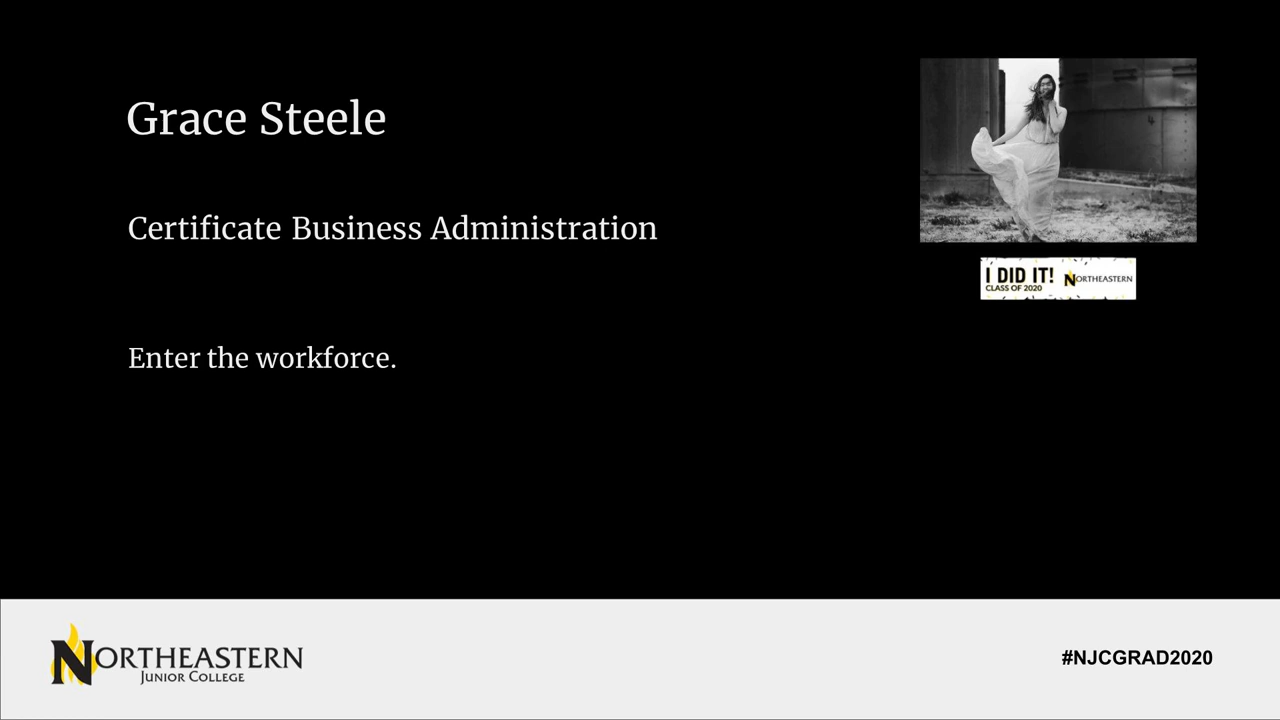 Grace Steele
Certificate Business Administration
Enter the workforce.
I DID IT!
CLASS OF 2020
NORTHEASTERN
NORTHEASTERN
JUNIOR COLLEGE
#NJCGRAD2020